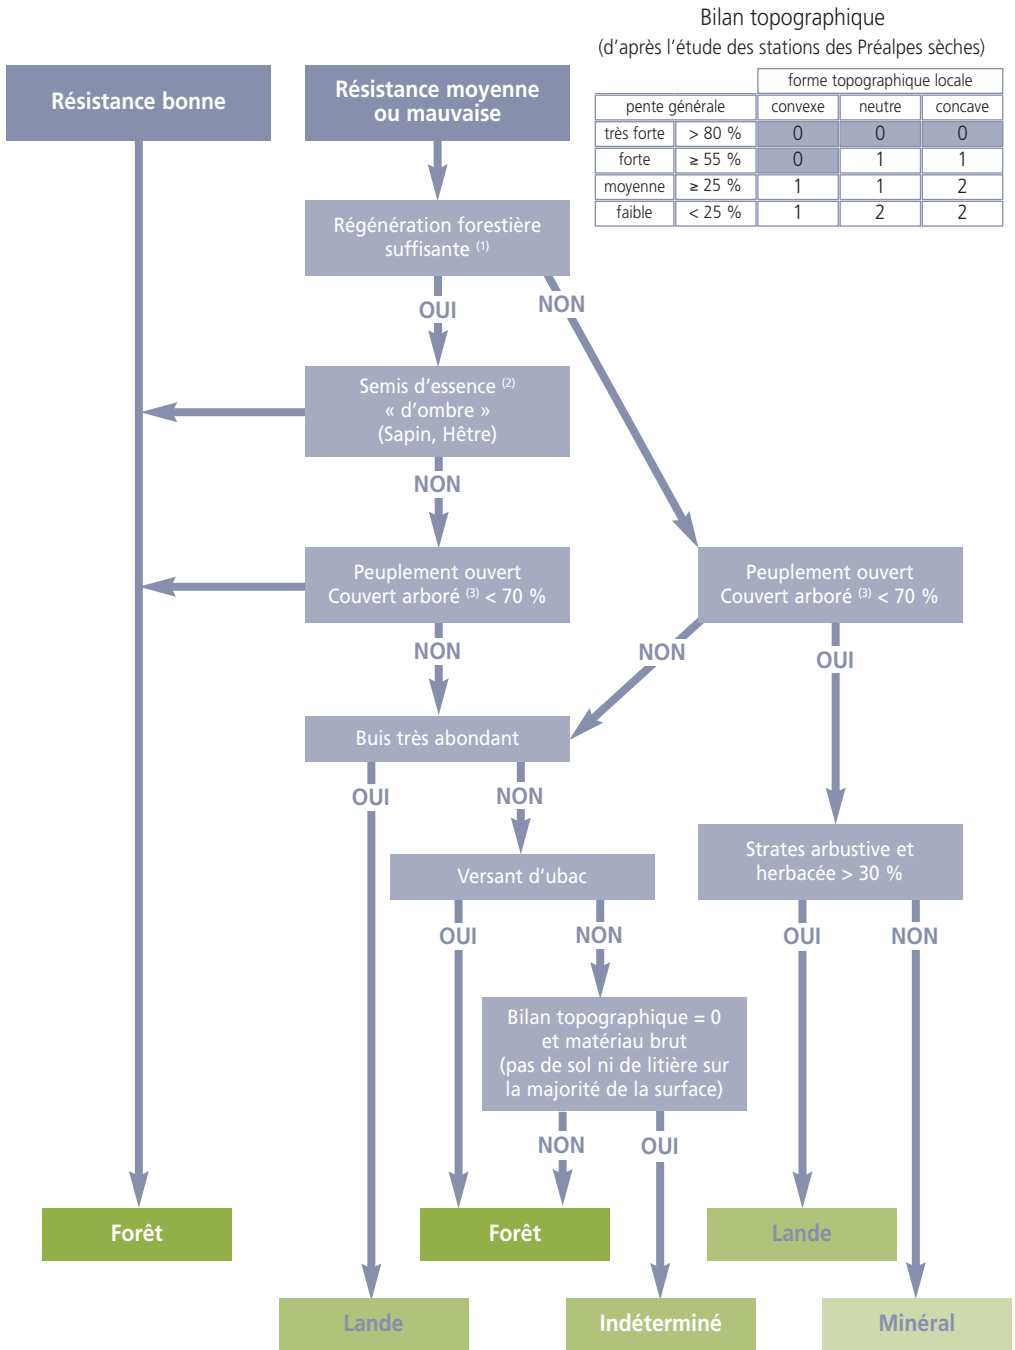 Bilan topographique
(d'après l'étude des stations des Préalpes sèches)
forme topographique locale
pente générale convexe neutre concave
très forte > 80 % 0 0 0
forte ≥ 55 % 0 1 1
moyenne ≥ 25 % 1 1 2
faible < 25 % 1 2 2
Résistance bonne
Résistance moyenne
ou mauvaise
Régénération forestière
suffisante (1)
OUI
NON
Semis d'essence (2)
« d'ombre »
(Sapin, Hêtre)
NON
Peuplement ouvert
Couvert arboré (3) < 70 %
Peuplement ouvert
Couvert arboré (3) < 70 %
NON
NON
OUI
Buis très abondant
OUI
NON
Strates arbustive et
herbacée > 30 %
Versant d'ubac
OUI
NON
OUI
NON
Bilan topographique = 0
et matériau brut
(pas de sol ni de litière sur
la majorité de la surface)
NON
OUI
Forêt
Forêt
Lande
Lande
Indéterminé
Minéral